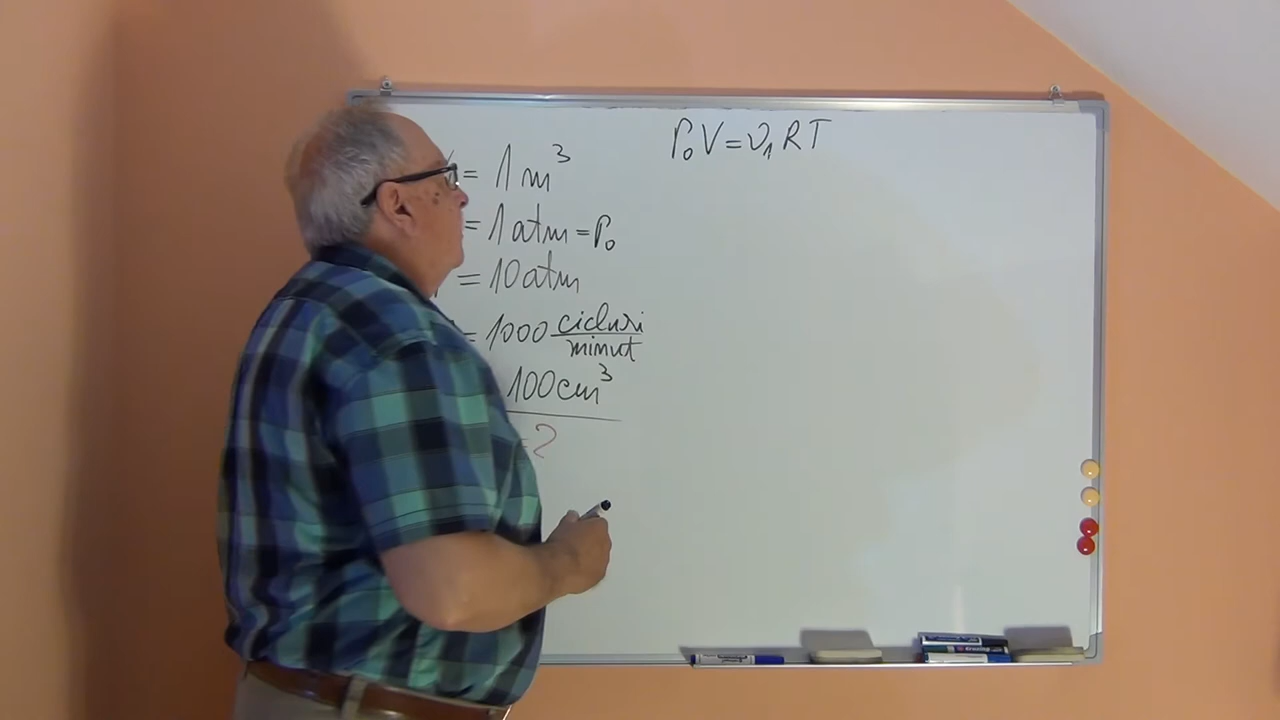 = 1 m³
= 1 atm = p₀
= 10 atm
= 1000 cicluri/minut
100 cm³
= ?
p₀V = ν₁RT